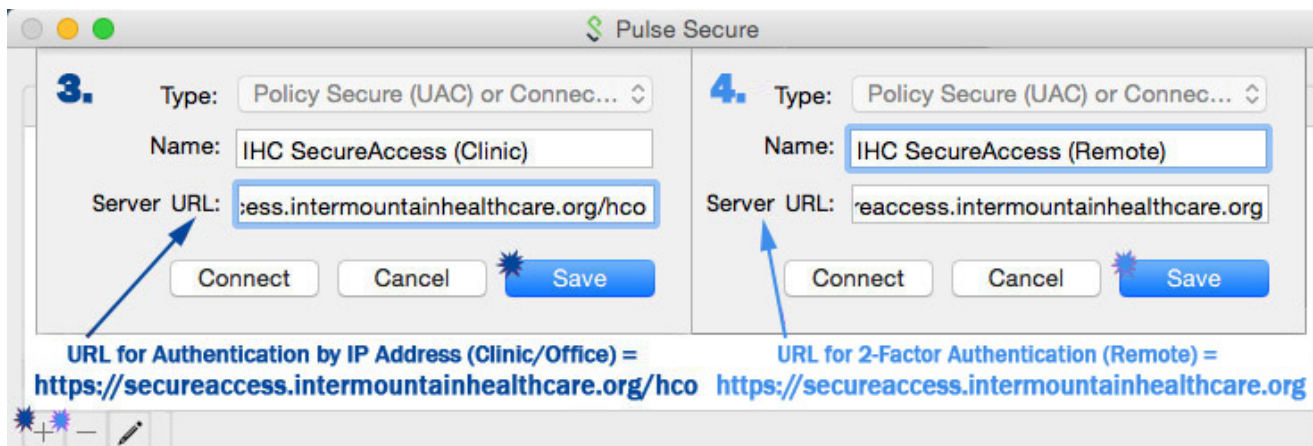 Pulse Secure
3.
Type: Policy Secure (UAC) or Connec...
Name: IHC SecureAccess (Clinic)
Server URL: cess.intermountainhealthcare.org/hco
Connect Cancel Save
URL for Authentication by IP Address (Clinic/Office) =
https://secureaccess.intermountainhealthcare.org/hco
4.
Type: Policy Secure (UAC) or Connec...
Name: IHC SecureAccess (Remote)
Server URL: reaccess.intermountainhealthcare.org
Connect Cancel Save
URL for 2-Factor Authentication (Remote) =
https://secureaccess.intermountainhealthcare.org
+ −